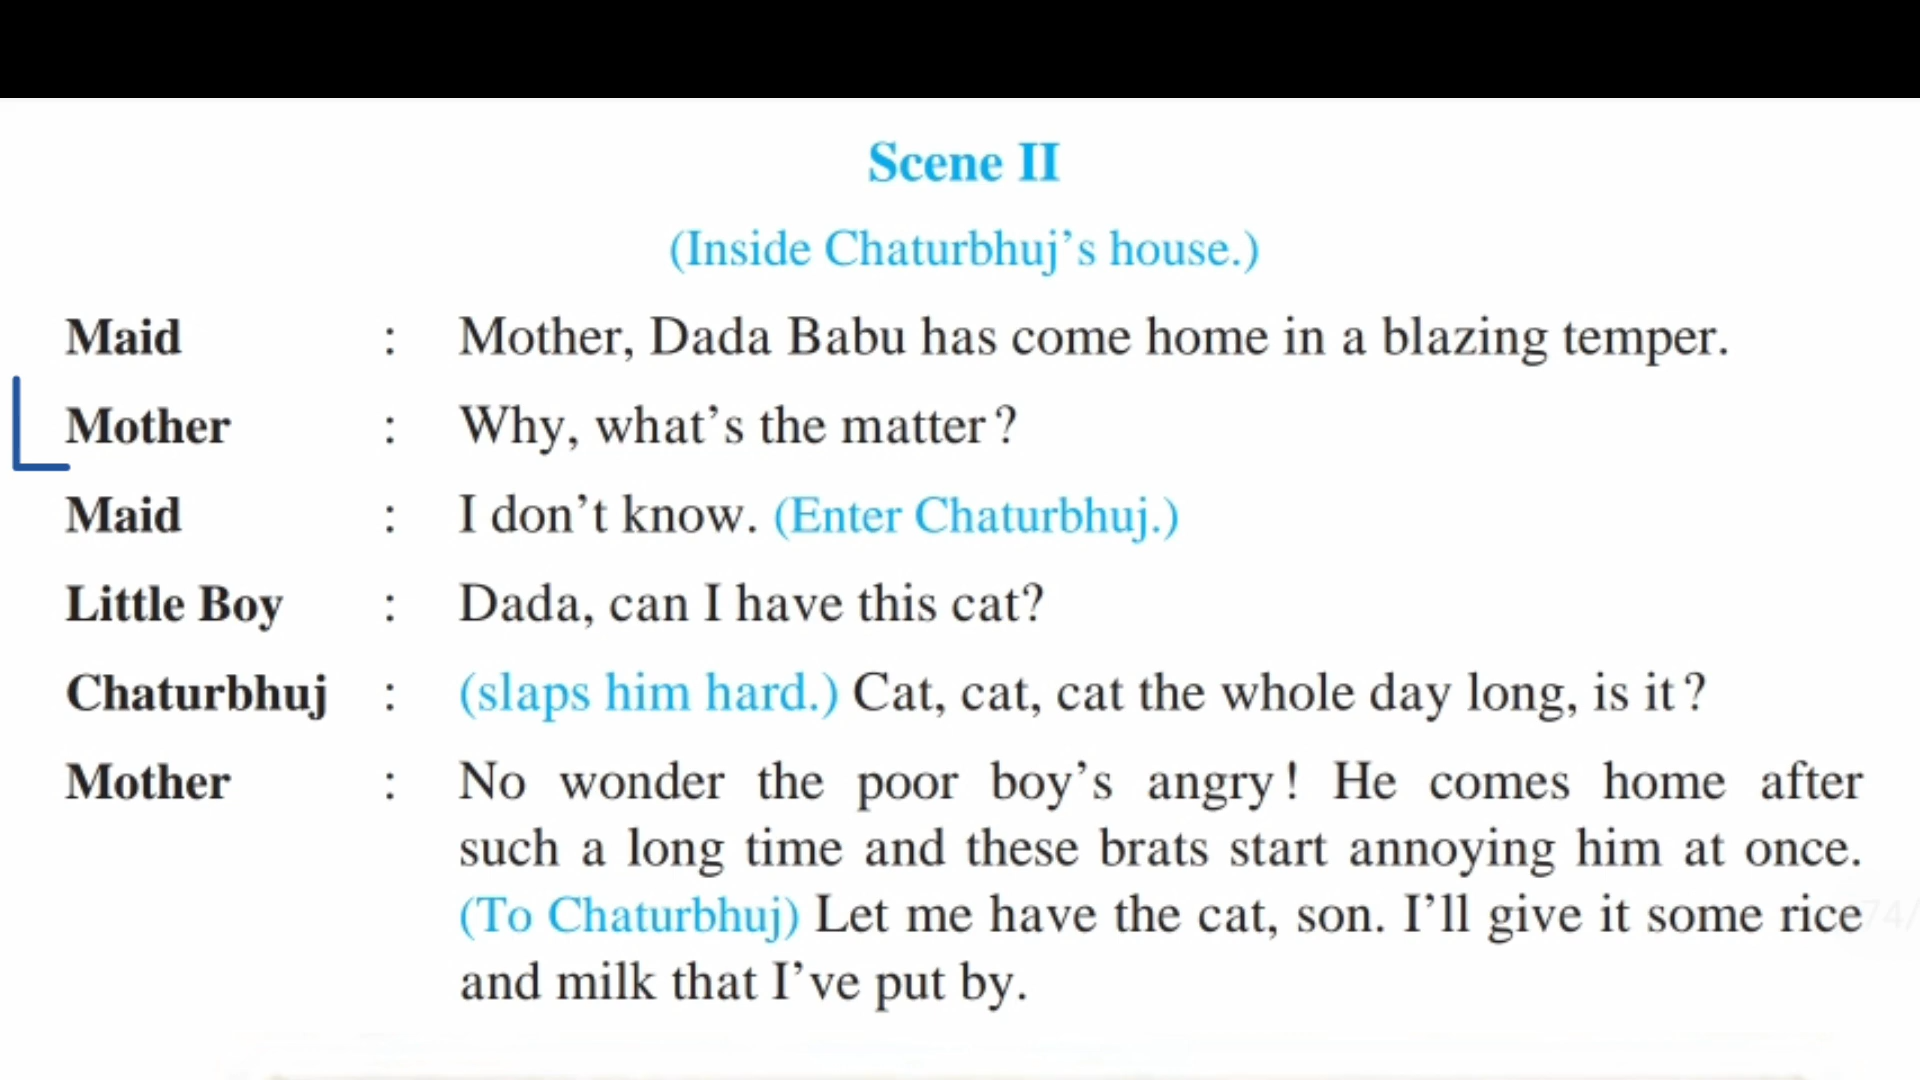 Scene II
(Inside Chaturbhuj’s house.)
Maid : Mother, Dada Babu has come home in a blazing temper.
Mother : Why, what’s the matter?
Maid : I don’t know. (Enter Chaturbhuj.)
Little Boy : Dada, can I have this cat?
Chaturbhuj : (slaps him hard.) Cat, cat, cat the whole day long, is it?
Mother : No wonder the poor boy’s angry! He comes home after
such a long time and these brats start annoying him at once.
(To Chaturbhuj) Let me have the cat, son. I’ll give it some rice
and milk that I’ve put by.